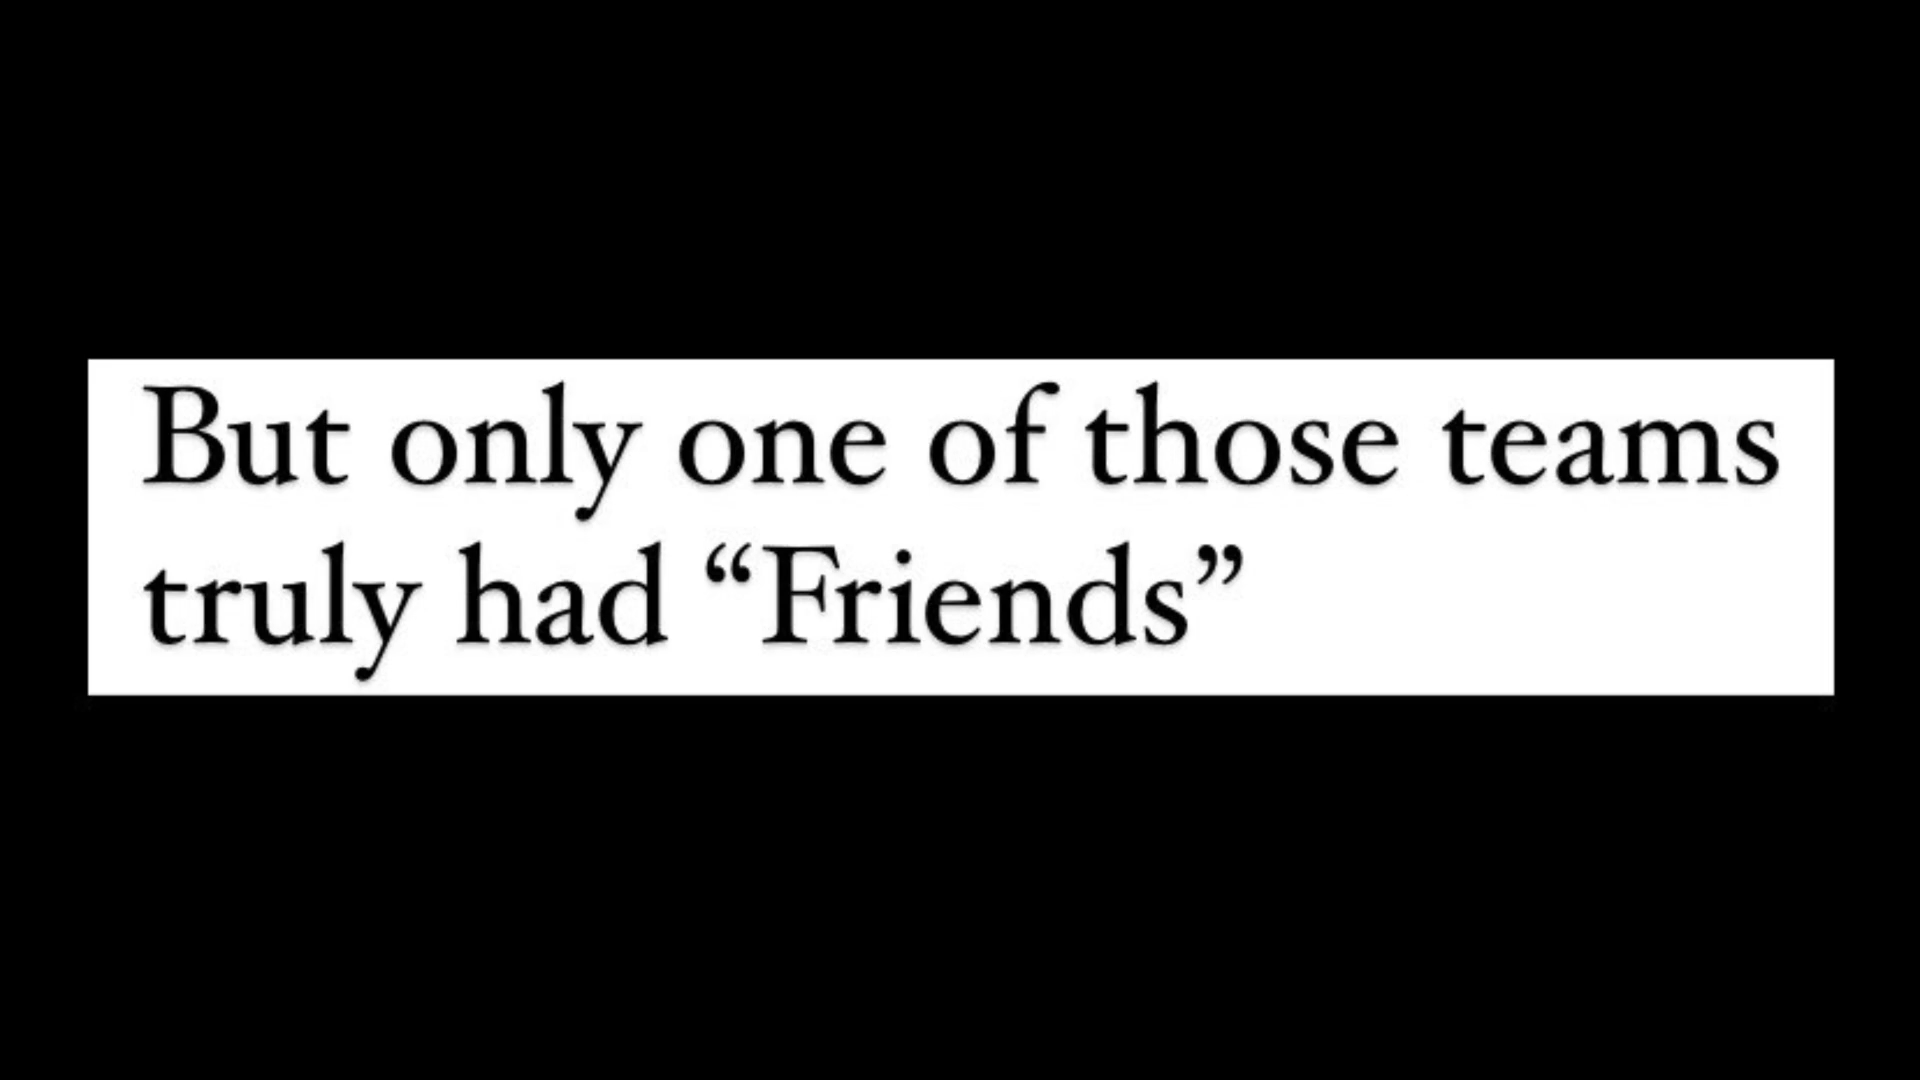 But only one of those teams
truly had “Friends”